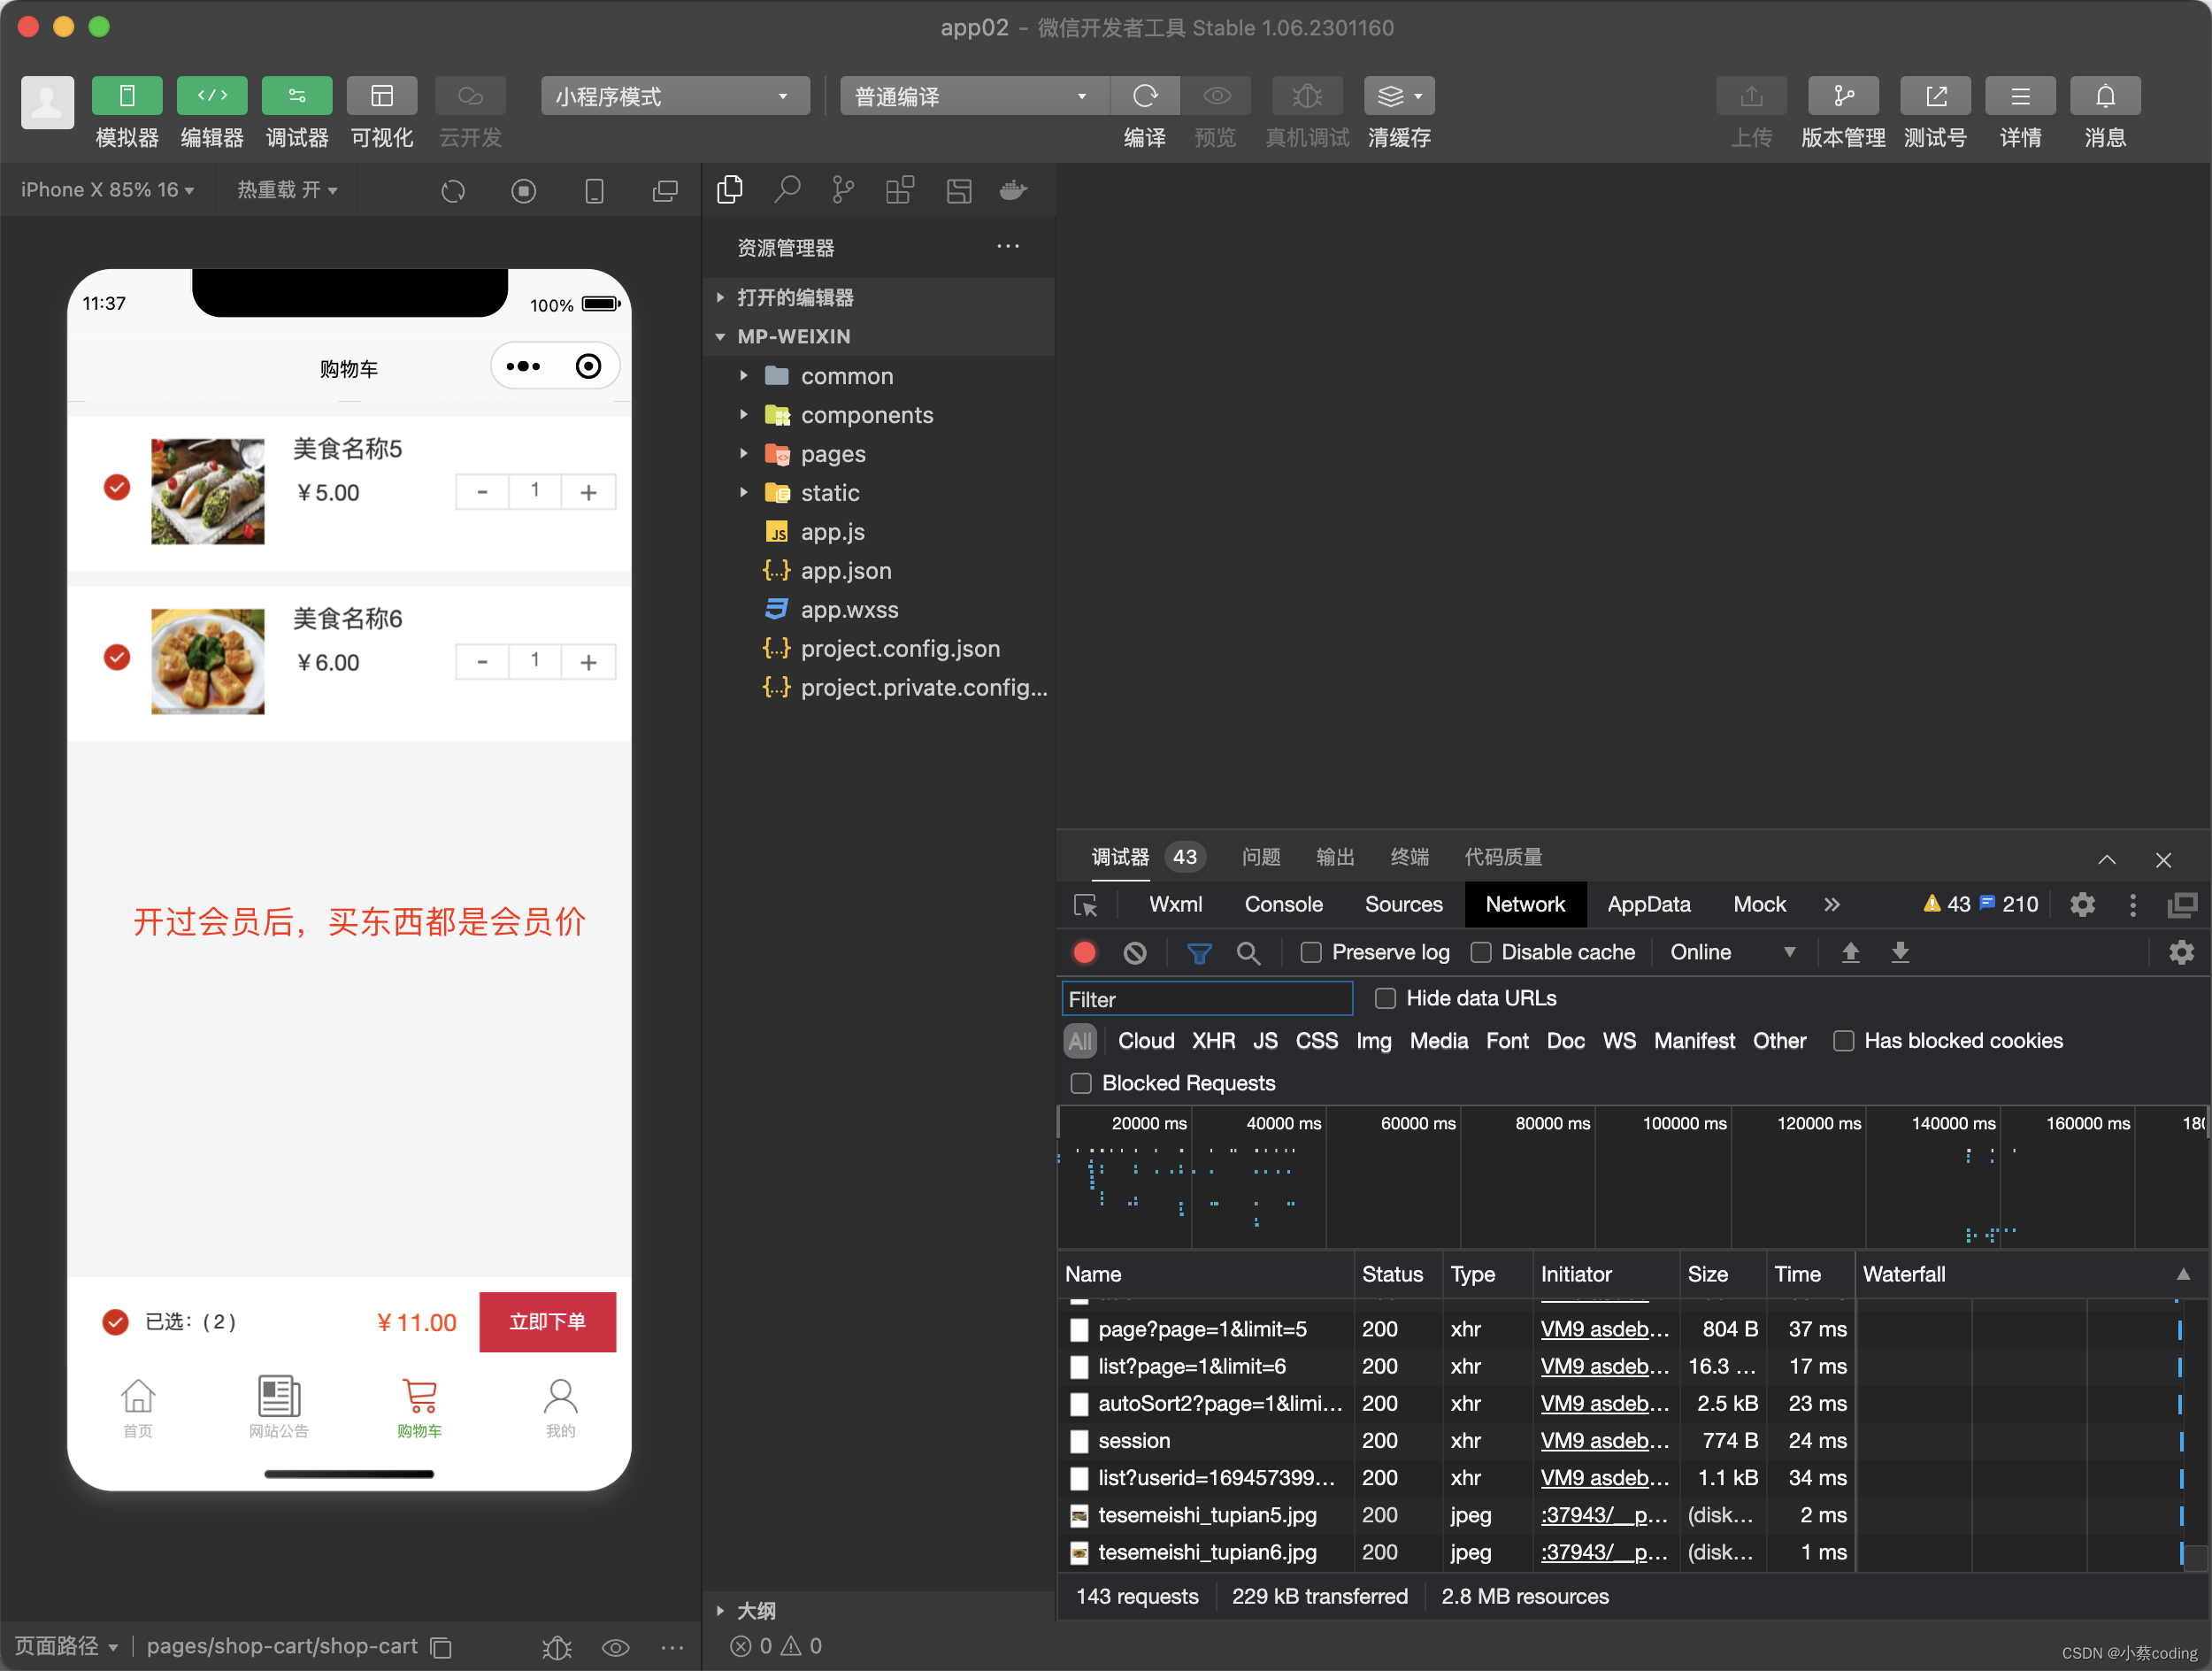 app02 - 微信开发者工具 Stable 1.06.2301160
模拟器 编辑器 调试器 可视化 云开发 小程序模式 普通编译 编译 预览 真机调试 清缓存 上传 版本管理 测试号 详情 消息
iPhone X 85% 16 热重载 开
11:37 100%
购物车
美食名称5
¥5.00
- 1 +
美食名称6
¥6.00
- 1 +
开过会员后，买东西都是会员价
已选：(2) ¥11.00 立即下单
首页 网站公告 购物车 我的
页面路径 pages/shop-cart/shop-cart
资源管理器
打开的编辑器
MP-WEIXIN
common
components
pages
static
JS app.js
{...} app.json
app.wxss
{...} project.config.json
{...} project.private.config...
大纲
0 0
调试器 43 问题 输出 终端 代码质量
Wxml Console Sources Network AppData Mock 43 210
Preserve log Disable cache Online
Filter Hide data URLs
All Cloud XHR JS CSS Img Media Font Doc WS Manifest Other Has blocked cookies
Blocked Requests
20000 ms 40000 ms 60000 ms 80000 ms 100000 ms 120000 ms 140000 ms 160000 ms
Name Status Type Initiator Size Time Waterfall
page?page=1&limit=5 200 xhr VM9 asdeb... 804 B 37 ms
list?page=1&limit=6 200 xhr VM9 asdeb... 16.3 ... 17 ms
autoSort2?page=1&limi... 200 xhr VM9 asdeb... 2.5 kB 23 ms
session 200 xhr VM9 asdeb... 774 B 24 ms
list?userid=169457399... 200 xhr VM9 asdeb... 1.1 kB 34 ms
tesemeishi_tupian5.jpg 200 jpeg :37943/__p... (disk... 2 ms
tesemeishi_tupian6.jpg 200 jpeg :37943/__p... (disk... 1 ms
143 requests 229 kB transferred 2.8 MB resources
CSDN @小蔡coding